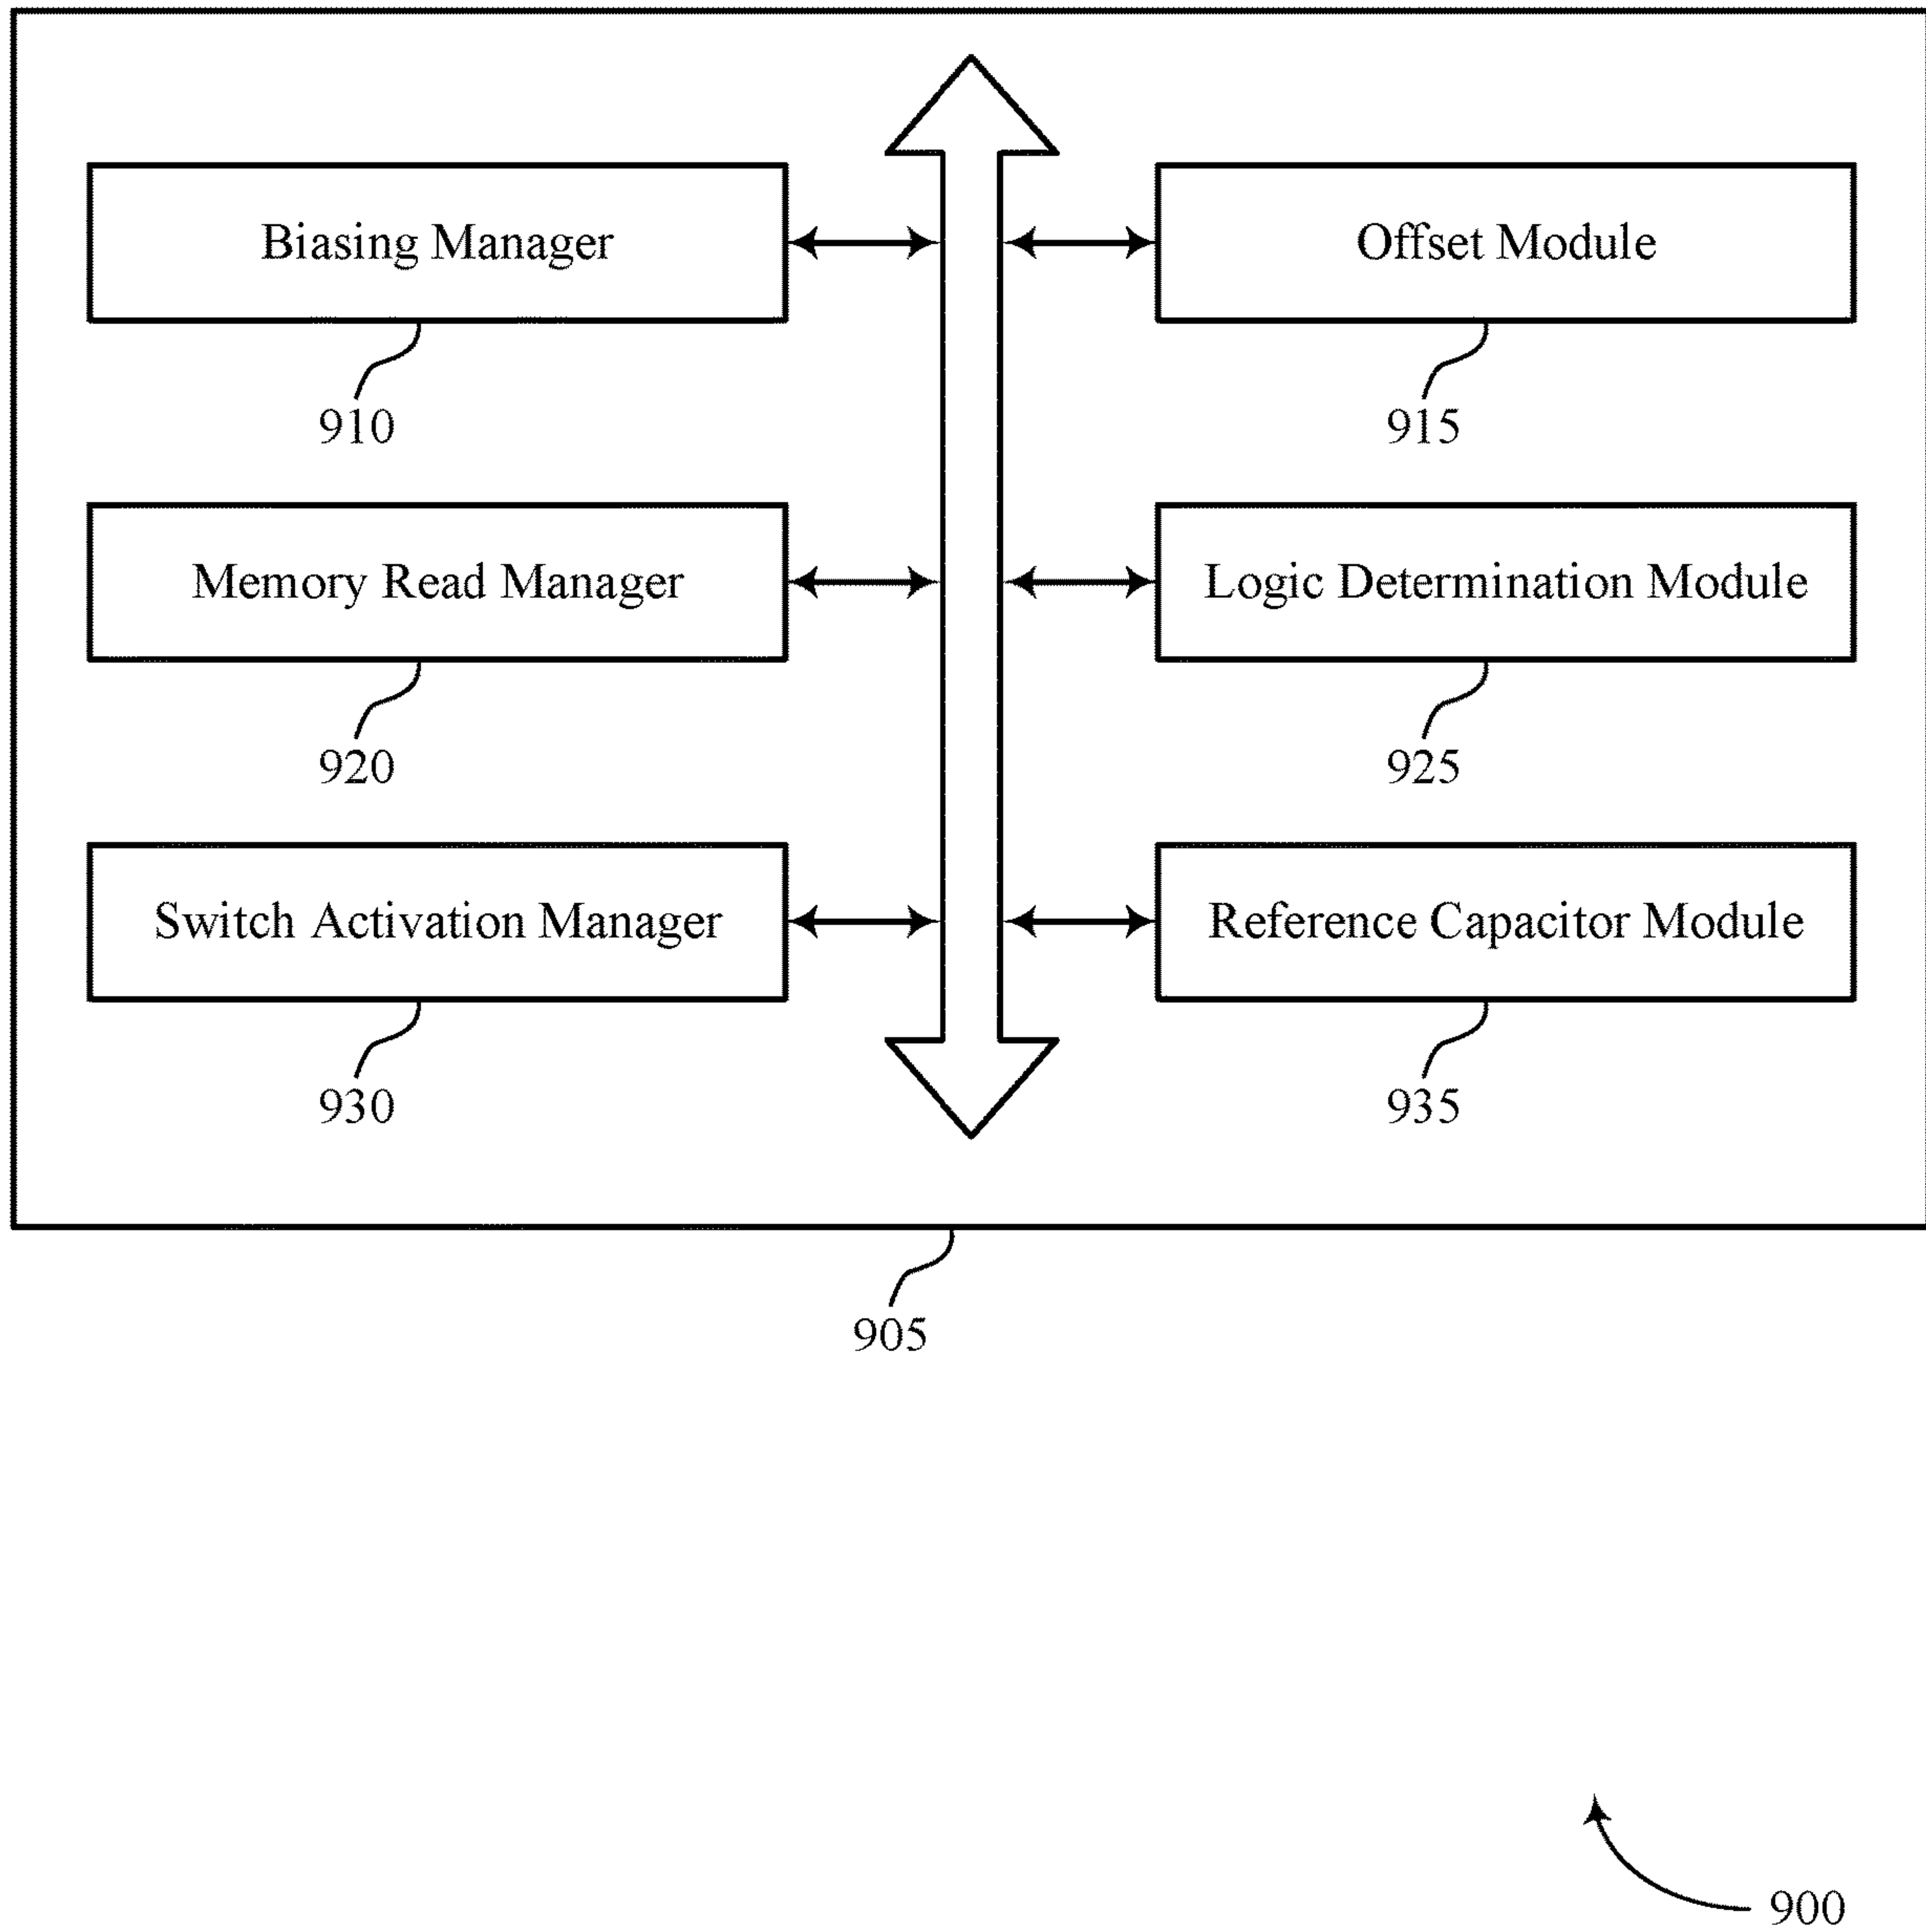 Biasing Manager
Offset Module
910
915
Memory Read Manager
Logic Determination Module
920
925
Switch Activation Manager
Reference Capacitor Module
930
935
905
900